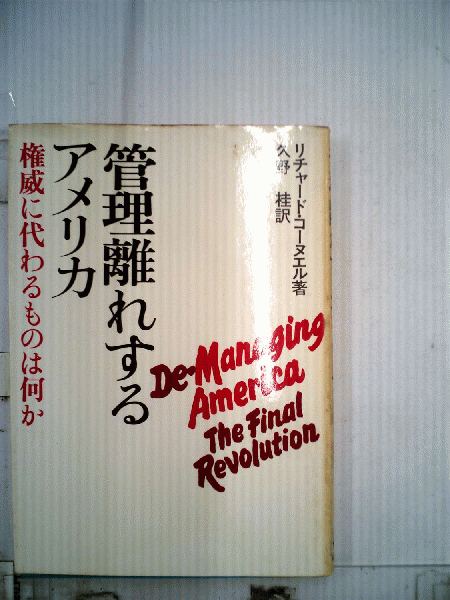 リチャード・コーヌエル著
久野 桂訳
管理離れする
アメリカ
権威に代わるものは何か
De-Managing
America
The Final
Revolution